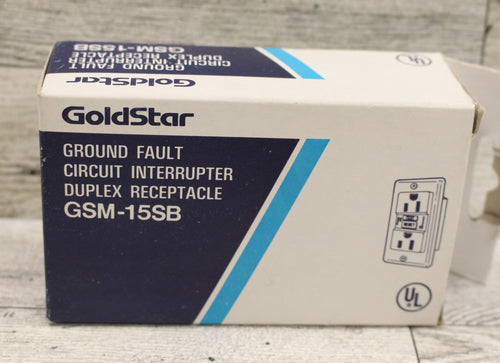 GROUND FAULT
CIRCUIT INTERRUPTER
DUPLEX RECEPTACLE
GSM-15SB
GoldStar
UL
GoldStar
GROUND FAULT
CIRCUIT INTERRUPTER
DUPLEX RECEPTACLE
GSM-15SB
UL